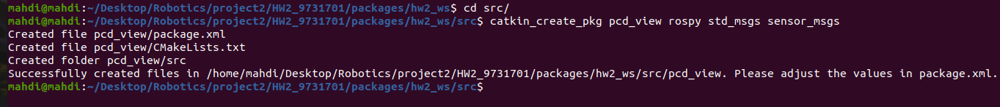 mahdi@mahdi:~/Desktop/Robotics/project2/HW2_9731701/packages/hw2_ws$ cd src/
mahdi@mahdi:~/Desktop/Robotics/project2/HW2_9731701/packages/hw2_ws/src$ catkin_create_pkg pcd_view rospy std_msgs sensor_msgs
Created file pcd_view/package.xml
Created file pcd_view/CMakeLists.txt
Created folder pcd_view/src
Successfully created files in /home/mahdi/Desktop/Robotics/project2/HW2_9731701/packages/hw2_ws/src/pcd_view. Please adjust the values in package.xml.
mahdi@mahdi:~/Desktop/Robotics/project2/HW2_9731701/packages/hw2_ws/src$